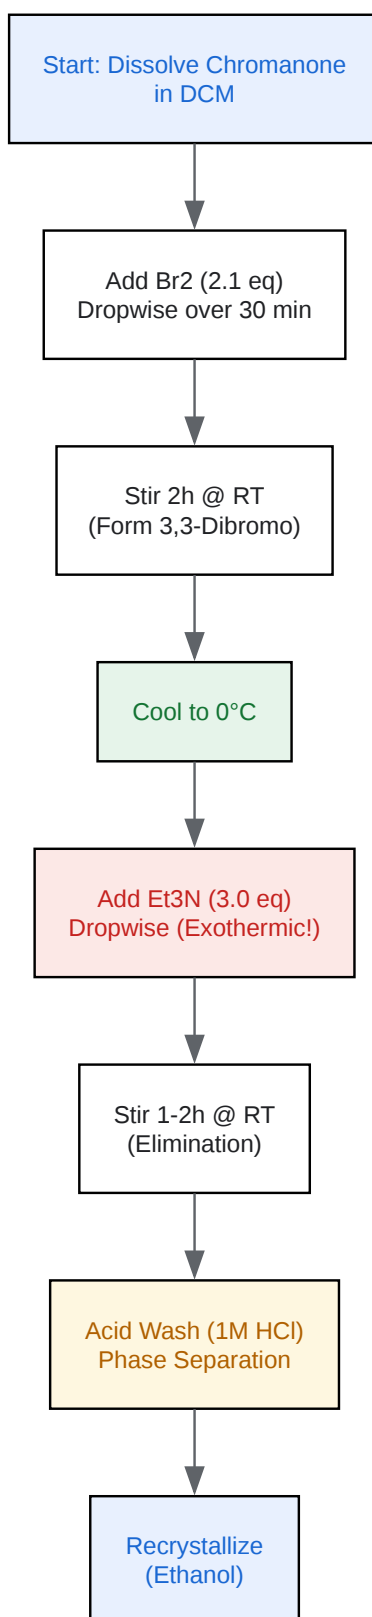 Start: Dissolve Chromanone
in DCM
Add Br2 (2.1 eq)
Dropwise over 30 min
Stir 2h @ RT
(Form 3,3-Dibromo)
Cool to 0°C
Add Et3N (3.0 eq)
Dropwise (Exothermic!)
Stir 1-2h @ RT
(Elimination)
Acid Wash (1M HCl)
Phase Separation
Recrystallize
(Ethanol)